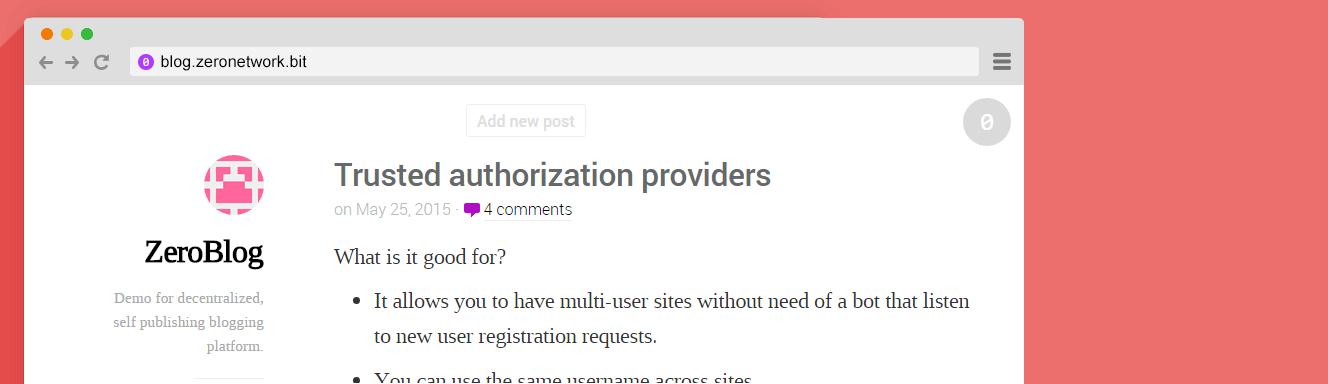 0 blog.zeronetwork.bit
Add new post
0
Trusted authorization providers
on May 25, 2015 · 4 comments
ZeroBlog
Demo for decentralized,
self publishing blogging
platform.
What is it good for?
• It allows you to have multi-user sites without need of a bot that listen
to new user registration requests.
• You can use the same username across sites